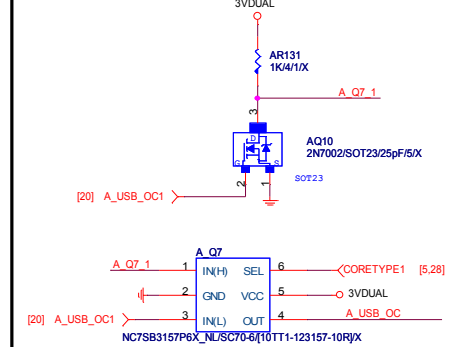 3VDUAL
AR131
1K/4/1/X
A_Q7_1
3
D
G
S
AQ10
2N7002/SOT23/25pF/5/X
SOT23
2
1
[20] A_USB_OC1
A_Q7
A_Q7_1 1 IN(H) SEL 6 CORETYPE1 [5,28]
2 GND VCC 5 3VDUAL
[20] A_USB_OC1 3 IN(L) OUT 4 A_USB_OC
NC7SB3157P6X_NL/SC70-6/[10TT1-123157-10R]/X